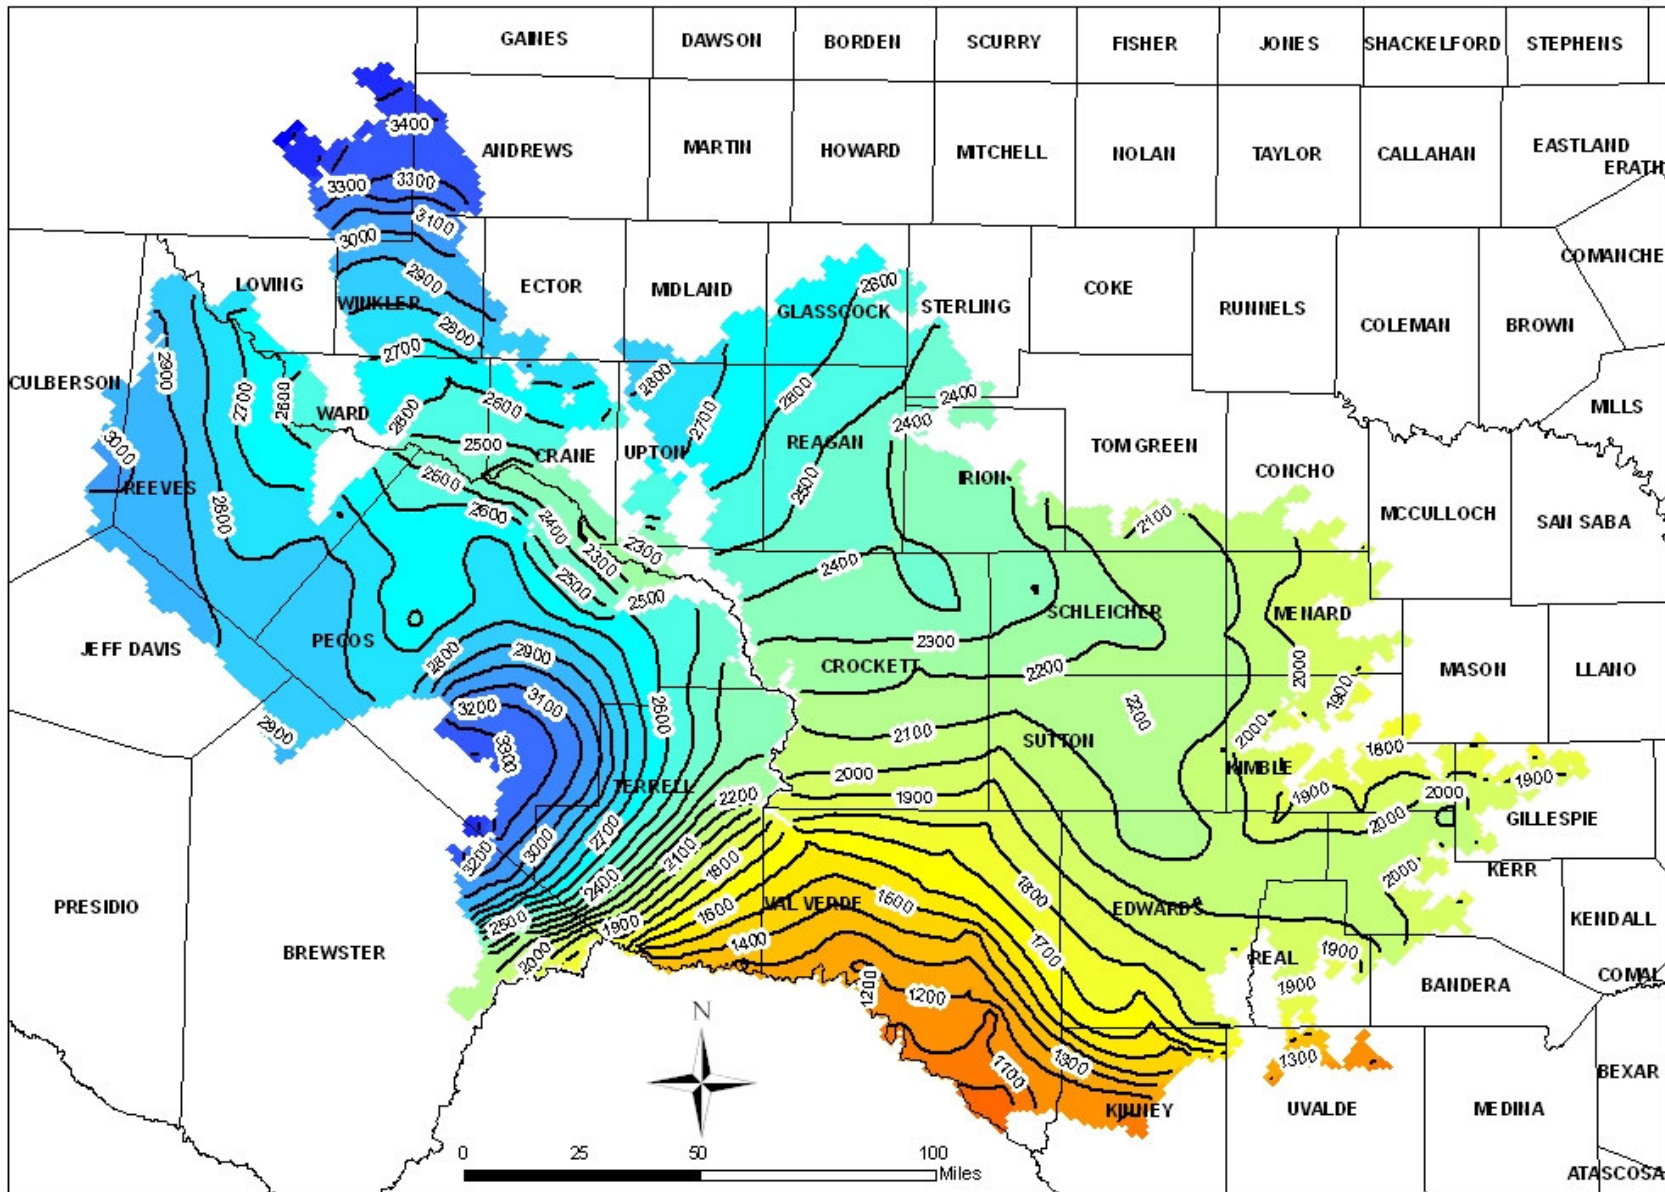 GAINES DAWSON BORDEN SCURRY FISHER JONES SHACKELFORD STEPHENS
3400
ANDREWS MARTIN HOWARD MITCHELL NOLAN TAYLOR CALLAHAN EASTLAND
ERATH
3300 3300
3100
3000
COMANCHE
2900
LOVING WINKLER ECTOR MIDLAND GLASSCOCK STERLING COKE RUNNELS COLEMAN BROWN
2800
2700
2900
CULBERSON
2800
2700
WARD
2600
2700
2800
2400
MILLS
2400
2500
CRANE UPTON REAGAN TOM GREEN CONCHO
3000
REEVES
2600
2500
IRION
MCCULLOCH SAN SABA
2800
2600
2400
2100
2300
2300
2500
2400
2500
SCHLEICHER MENARD
JEFF DAVIS PECOS
2300
CROCKETT
2200
2000
MASON LLANO
2800
2900
3100
3200
1900
2200
2900
2100
SUTTON
2000
KIMBLE
3300
2000
1900
TERRELL
2200
1900
1900
2000
2000
GILLESPIE
3200
3000
2700
2100
1800
2000
KERR
2400
1800
PRESIDIO
1600
VAL VERDE
EDWARDS
KENDALL
2500
1900
1400
1700
BREWSTER
2000
REAL
1900
BANDERA
COMAL
1200
1200
1900
N
1300
1300
BEXAR
KINNEY UVALDE MEDINA
0 25 50 100
Miles
ATASCOSA